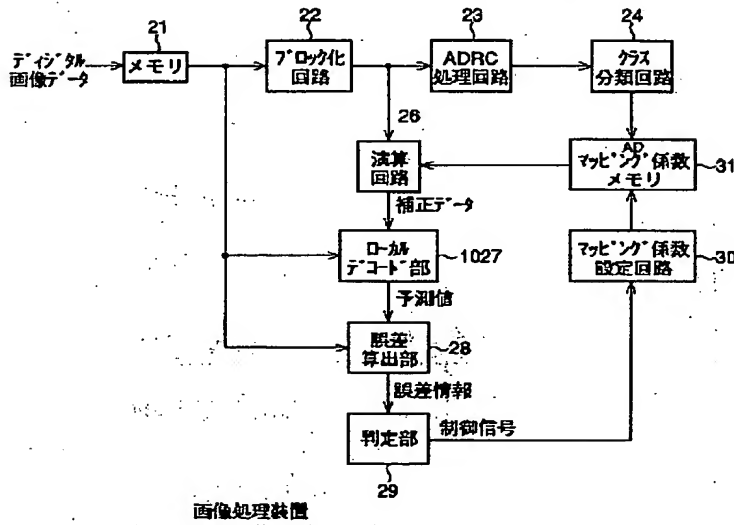 21
22
23
24
ディジタル
画像データ
メモリ
ブロック化
回路
ADRC
処理回路
クラス
分類回路
26
演算
回路
AD
マッピング係数
メモリ
31
補正データ
ローカル
デコード部
1027
マッピング係数
設定回路
30
予測値
誤差
算出部
28
誤差情報
判定部
制御信号
29
画像処理装置